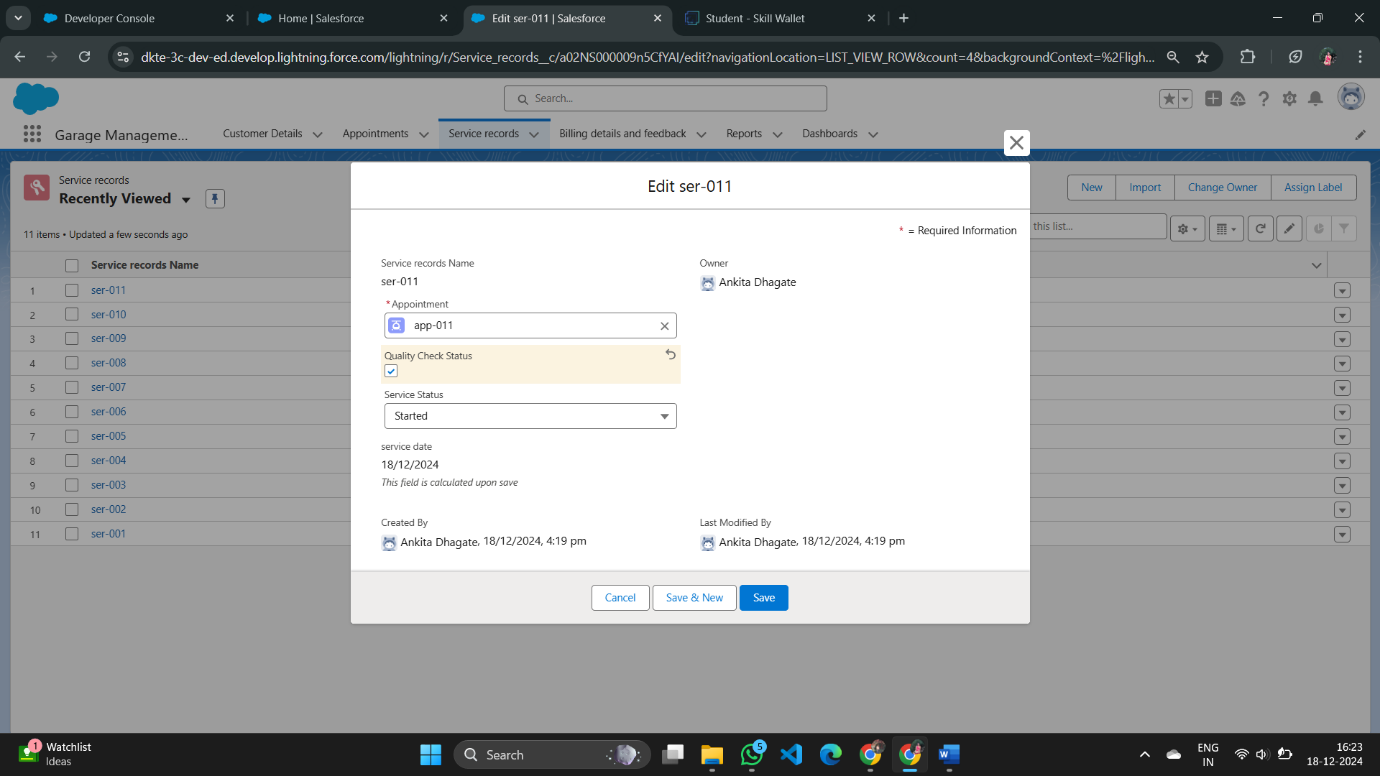 Developer Console
Home | Salesforce
Edit ser-011 | Salesforce
Student - Skill Wallet
dkte-3c-dev-ed.develop.lightning.force.com/lightning/r/Service_records__c/a02NS000009n5CfYAI/edit?navigationLocation=LIST_VIEW_ROW&count=4&backgroundContext=%2Fligh...
Search...
Garage Manageme...
Customer Details
Appointments
Service records
Billing details and feedback
Reports
Dashboards
Service records
Recently Viewed
New
Import
Change Owner
Assign Label
11 items • Updated a few seconds ago
this list...
Service records Name
1 ser-011
2 ser-010
3 ser-009
4 ser-008
5 ser-007
6 ser-006
7 ser-005
8 ser-004
9 ser-003
10 ser-002
11 ser-001
Edit ser-011
* = Required Information
Service records Name
ser-011
Owner
Ankita Dhagate
*Appointment
app-011
Quality Check Status
Service Status
Started
service date
18/12/2024
This field is calculated upon save
Created By
Ankita Dhagate, 18/12/2024, 4:19 pm
Last Modified By
Ankita Dhagate, 18/12/2024, 4:19 pm
Cancel
Save & New
Save
1
Watchlist
Ideas
Search
5
ENG
IN
16:23
18-12-2024